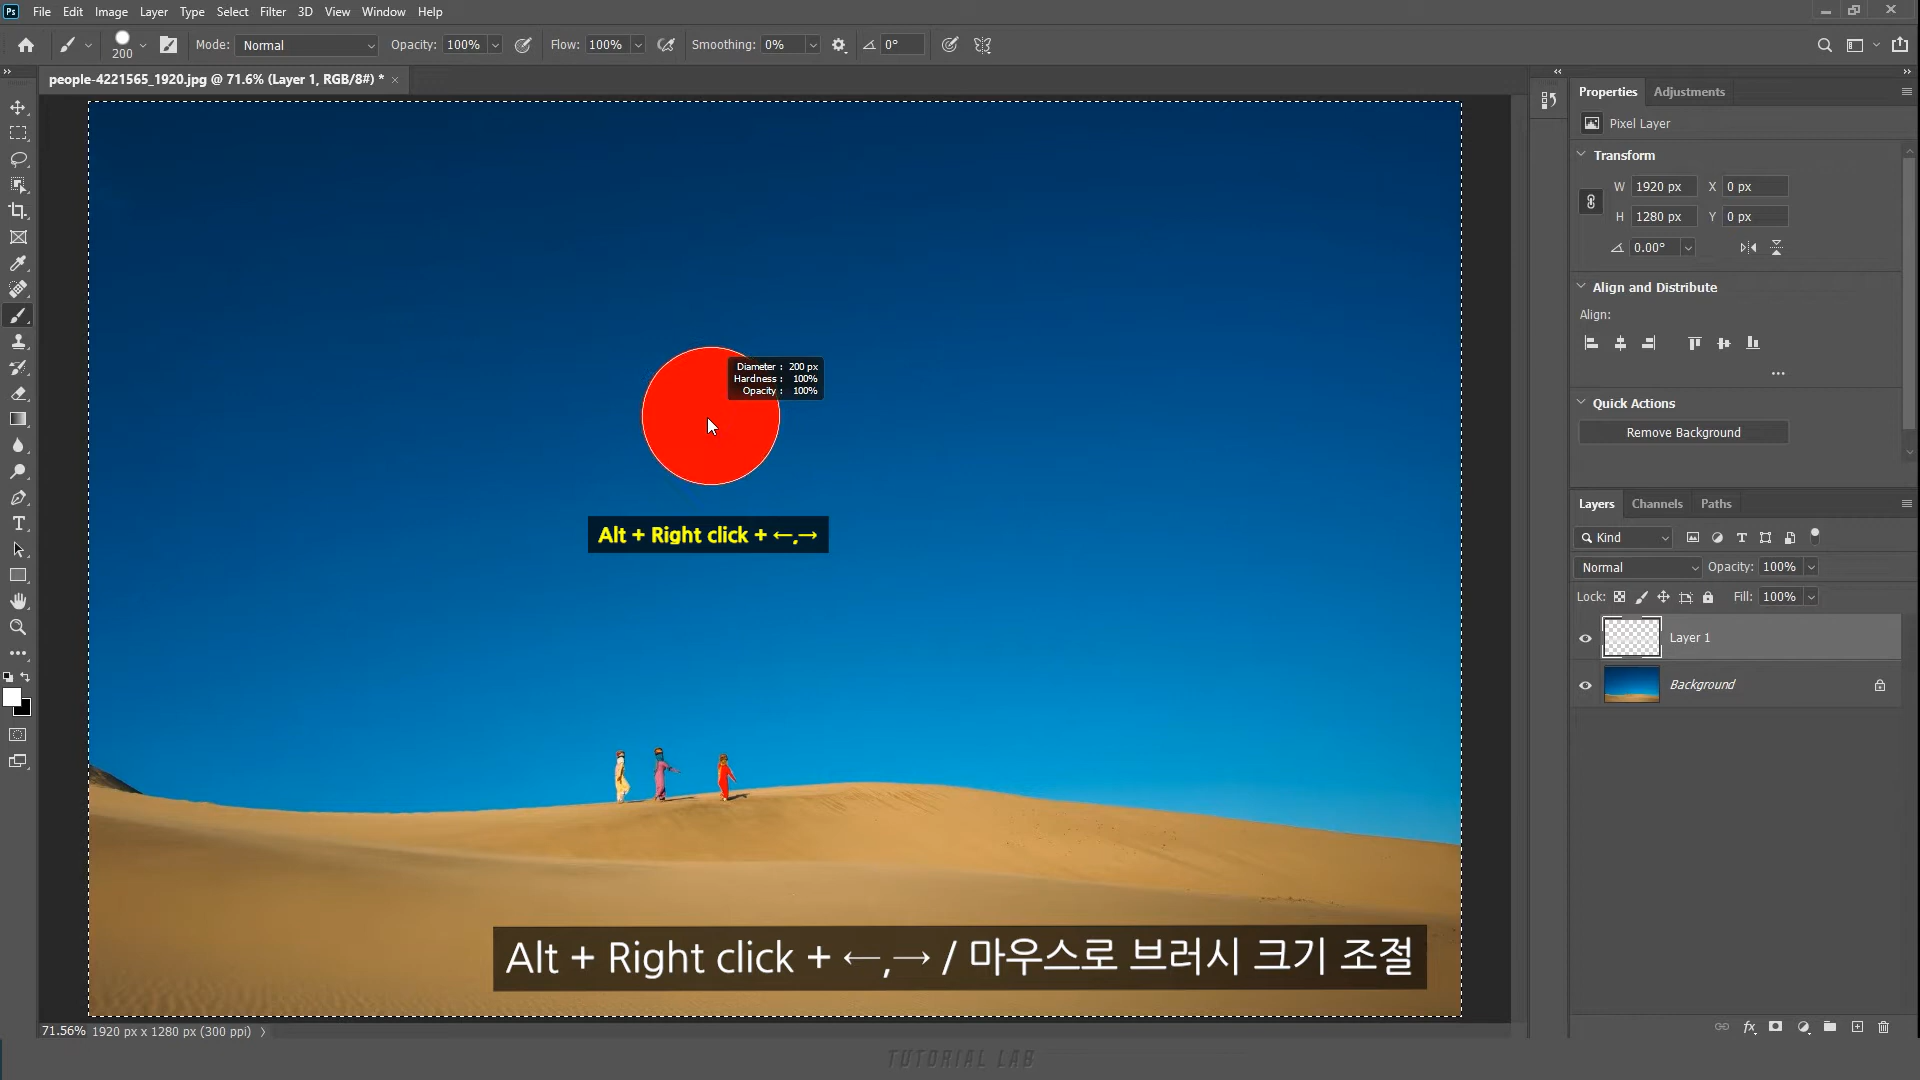 Ps File Edit Image Layer Type Select Filter 3D View Window Help
200 Mode: Normal Opacity: 100% Flow: 100% Smoothing: 0% 0°
people-4221565_1920.jpg @ 71.6% (Layer 1, RGB/8#) * ×
Properties Adjustments
Pixel Layer
Transform
W 1920 px X 0 px
H 1280 px Y 0 px
0.00°
Align and Distribute
Align:
Quick Actions
Remove Background
Diameter : 200 px
Hardness : 100%
Opacity : 100%
Alt + Right click + ←,→
Layers Channels Paths
Kind
Normal Opacity: 100%
Lock: Fill: 100%
Layer 1
Background
Alt + Right click + ←,→ / 마우스로 브러시 크기 조절
71.56% 1920 px x 1280 px (300 ppi)
TUTORIAL LAB